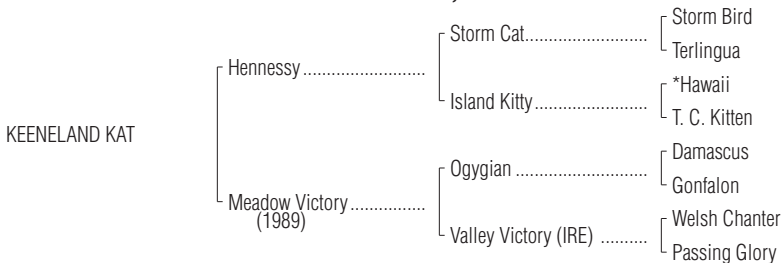 Storm Bird
Storm Cat..............................
Terlingua
Hennessy ..............................
*Hawaii
Island Kitty............................
T. C. Kitten
KEENELAND KAT
Damascus
Ogygian ................................
Gonfalon
Meadow Victory ..................
(1989)
Welsh Chanter
Valley Victory (IRE) ..........
Passing Glory